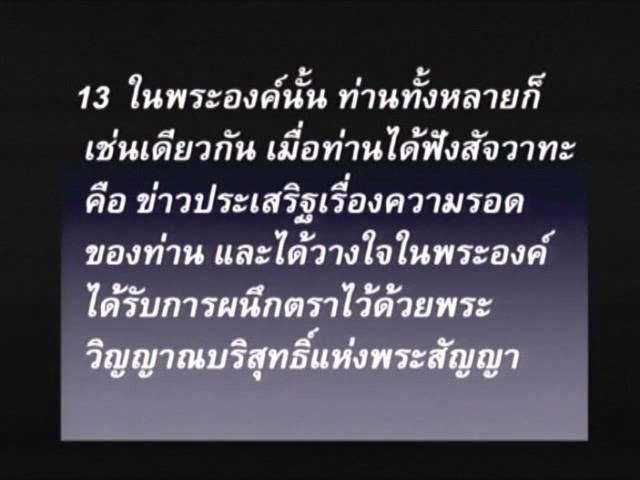 13 ในพระองค์นั้น ท่านทั้งหลายก็
เช่นเดียวกัน เมื่อท่านได้ฟังสัจวาทะ
คือ ข่าวประเสริฐเรื่องความรอด
ของท่าน และได้วางใจในพระองค์
ได้รับการผนึกตราไว้ด้วยพระ
วิญญาณบริสุทธิ์แห่งพระสัญญา